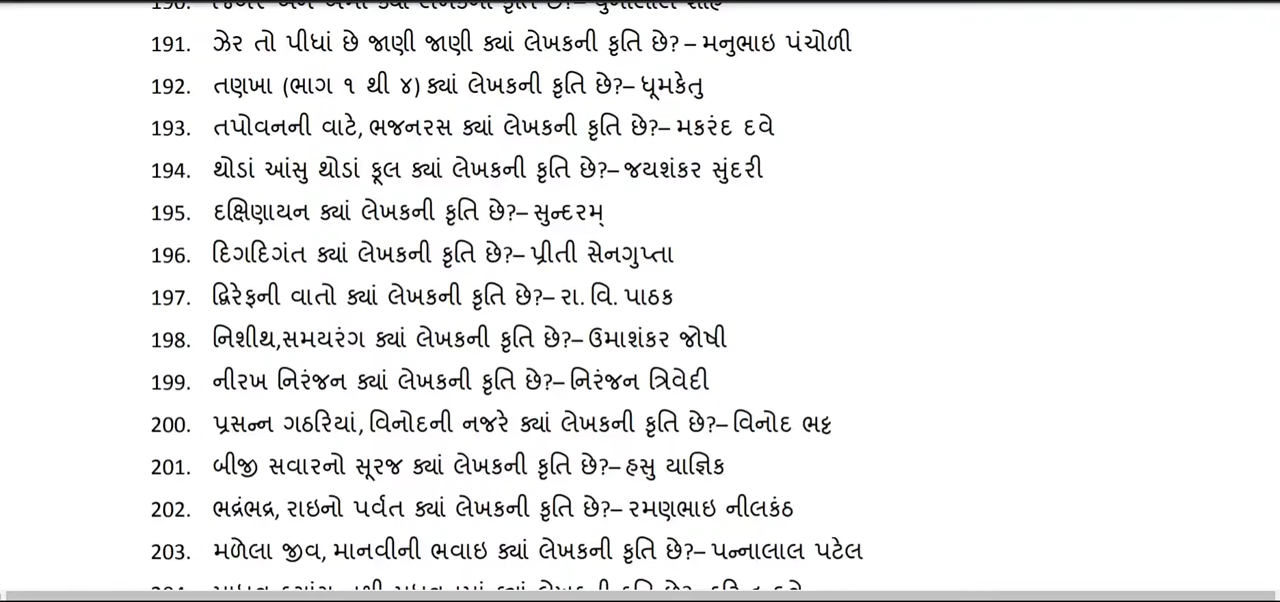 191. ઝેર તો પીધાં છે જાણી જાણી ક્યાં લેખકની કૃતિ છે? – મનુભાઇ પંચોળી
192. તણખા (ભાગ ૧ થી ૪) ક્યાં લેખકની કૃતિ છે?– ધૂમકેતુ
193. તપોવનની વાટે, ભજનરસ ક્યાં લેખકની કૃતિ છે?– મકરંદ દવે
194. થોડાં આંસુ થોડાં ફૂલ ક્યાં લેખકની કૃતિ છે?– જયશંકર સુંદરી
195. દક્ષિણાયન ક્યાં લેખકની કૃતિ છે?– સુન્દરમ્
196. દિગદિગંત ક્યાં લેખકની કૃતિ છે?– પ્રીતી સેનગુપ્તા
197. દ્વિરેફની વાતો ક્યાં લેખકની કૃતિ છે?– રા. વિ. પાઠક
198. નિશીથ,સમયરંગ ક્યાં લેખકની કૃતિ છે?– ઉમાશંકર જોષી
199. નીરખ નિરંજન ક્યાં લેખકની કૃતિ છે?– નિરંજન ત્રિવેદી
200. પ્રસન્ન ગઠરિયાં, વિનોદની નજરે ક્યાં લેખકની કૃતિ છે?– વિનોદ ભટ્ટ
201. બીજી સવારનો સૂરજ ક્યાં લેખકની કૃતિ છે?– હસુ યાજ્ઞિક
202. ભદ્રંભદ્ર, રાઇનો પર્વત ક્યાં લેખકની કૃતિ છે?– રમણભાઇ નીલકંઠ
203. મળેલા જીવ, માનવીની ભવાઇ ક્યાં લેખકની કૃતિ છે?– પન્નાલાલ પટેલ